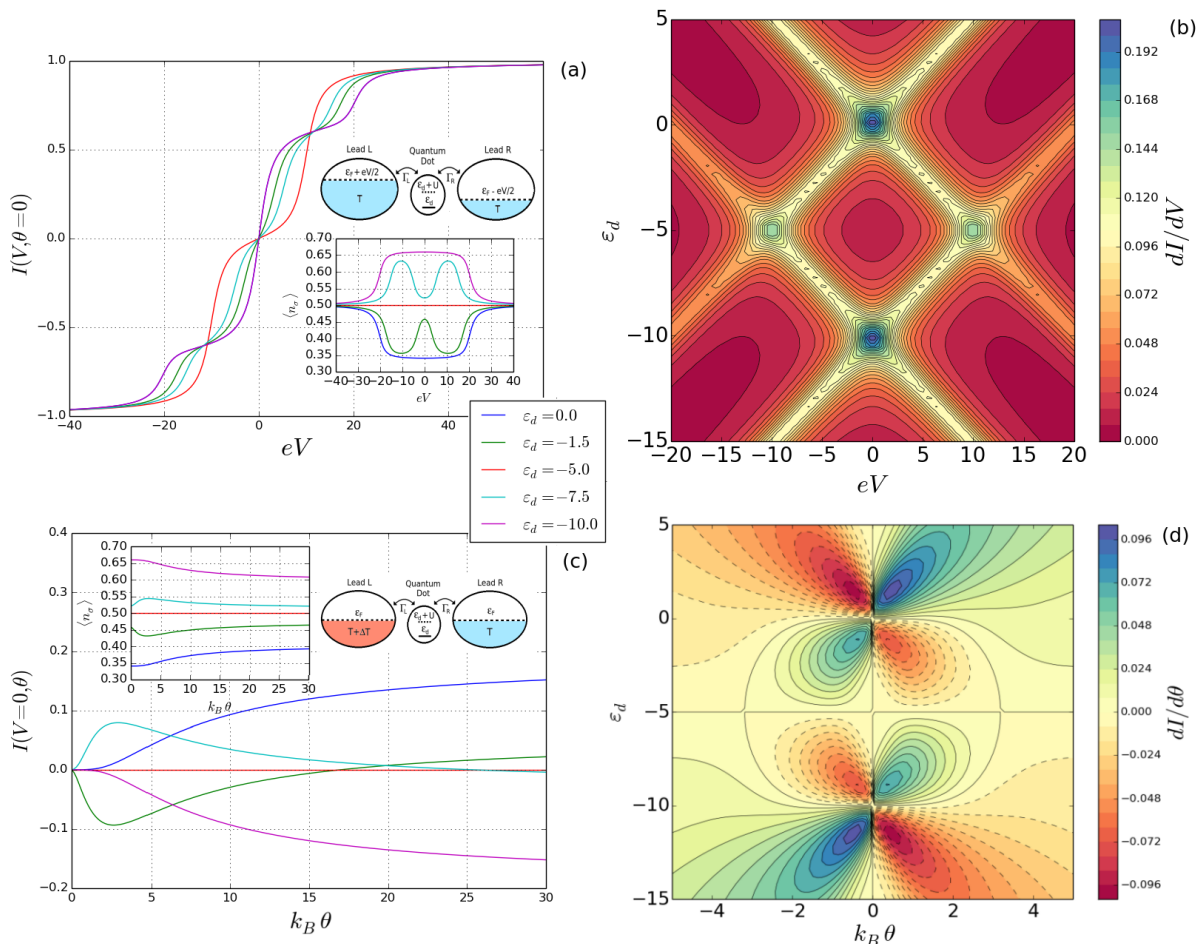 (a)
1.0
0.5
0.0
−0.5
−1.0
I(V,θ=0)
−40
−20
0
20
40
eV
Lead L
Quantum
Dot
Lead R
ε_F+eV/2
T
Γ_L
Γ_R
ε_d+U
ε_d
ε_F - eV/2
T
0.70
0.65
0.60
0.55
0.50
0.45
0.40
0.35
0.30
⟨n_σ⟩
−40−30−20−10 0 10 20 30 40
eV
ε_d=0.0
ε_d=−1.5
ε_d=−5.0
ε_d=−7.5
ε_d=−10.0
(b)
5
0
−5
−10
−15
ε_d
−20 −15 −10 −5 0 5 10 15 20
eV
0.192
0.168
0.144
0.120
0.096
0.072
0.048
0.024
0.000
dI/dV
(c)
0.4
0.3
0.2
0.1
0.0
−0.1
−0.2
I(V=0,θ)
0 5 10 15 20 25 30
k_B θ
0.70
0.65
0.60
0.55
0.50
0.45
0.40
0.35
0.30
⟨n_σ⟩
0 5 10 15 20 25 30
k_B θ
Lead L
Quantum
Dot
Lead R
ε_F
T+ΔT
Γ_L
Γ_R
ε_d+U
ε_d
ε_F
T
(d)
5
0
−5
−10
−15
ε_d
−4 −2 0 2 4
k_B θ
0.096
0.072
0.048
0.024
0.000
−0.024
−0.048
−0.072
−0.096
dI/dθ